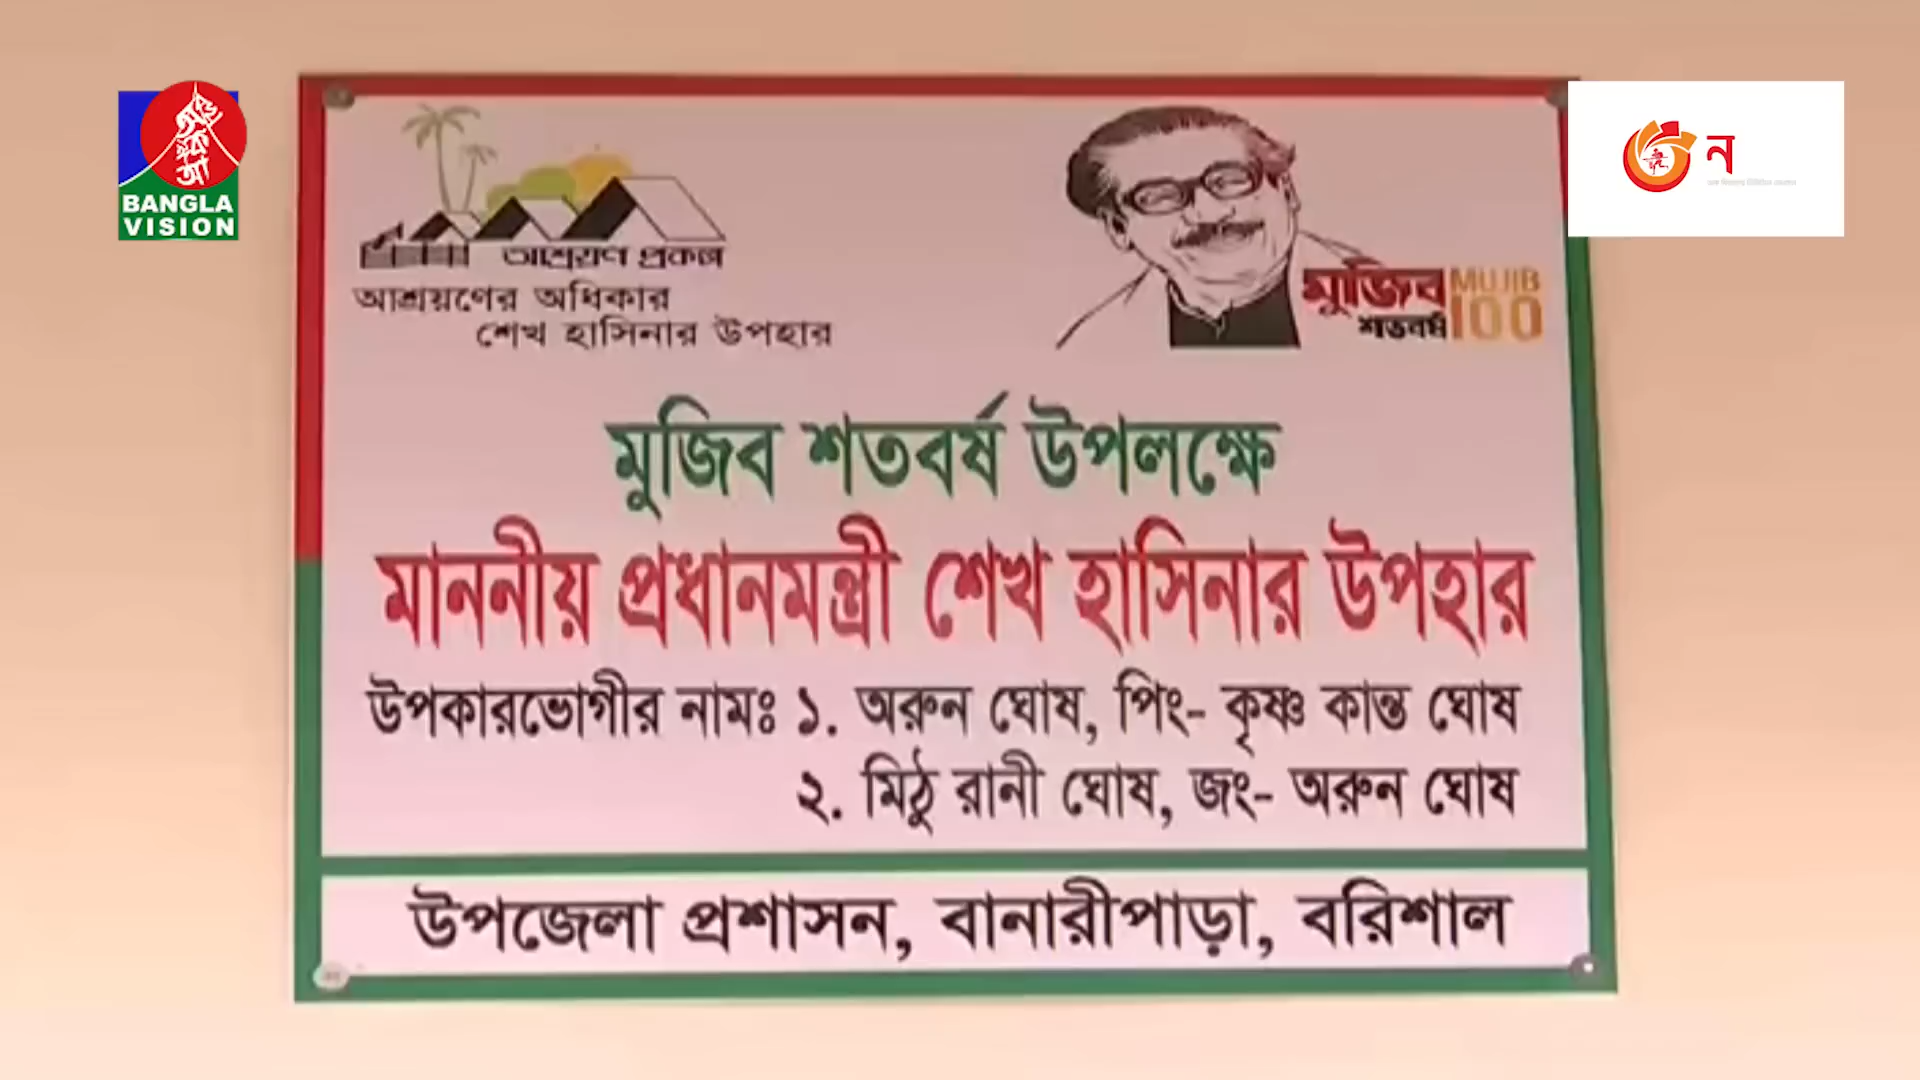 অ আ ক খ
BANGLA
VISION
ন
আশ্রয়ণ প্রকল্প
আশ্রয়ণের অধিকার
শেখ হাসিনার উপহার
মুজিব MUJIB
শতবর্ষ 100
মুজিব শতবর্ষ উপলক্ষে
মাননীয় প্রধানমন্ত্রী শেখ হাসিনার উপহার
উপকারভোগীর নামঃ ১. অরুন ঘোষ, পিং- কৃষ্ণ কান্ত ঘোষ
২. মিঠু রানী ঘোষ, জং- অরুন ঘোষ
উপজেলা প্রশাসন, বানারীপাড়া, বরিশাল